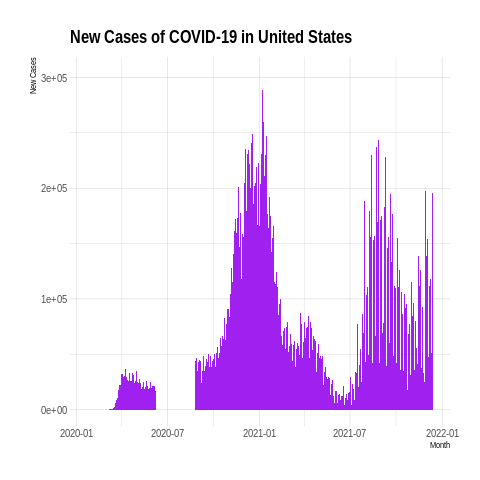 New Cases of COVID-19 in United States
New Cases
3e+05
2e+05
1e+05
0e+00
2020-01 2020-07 2021-01 2021-07 2022-01
Month